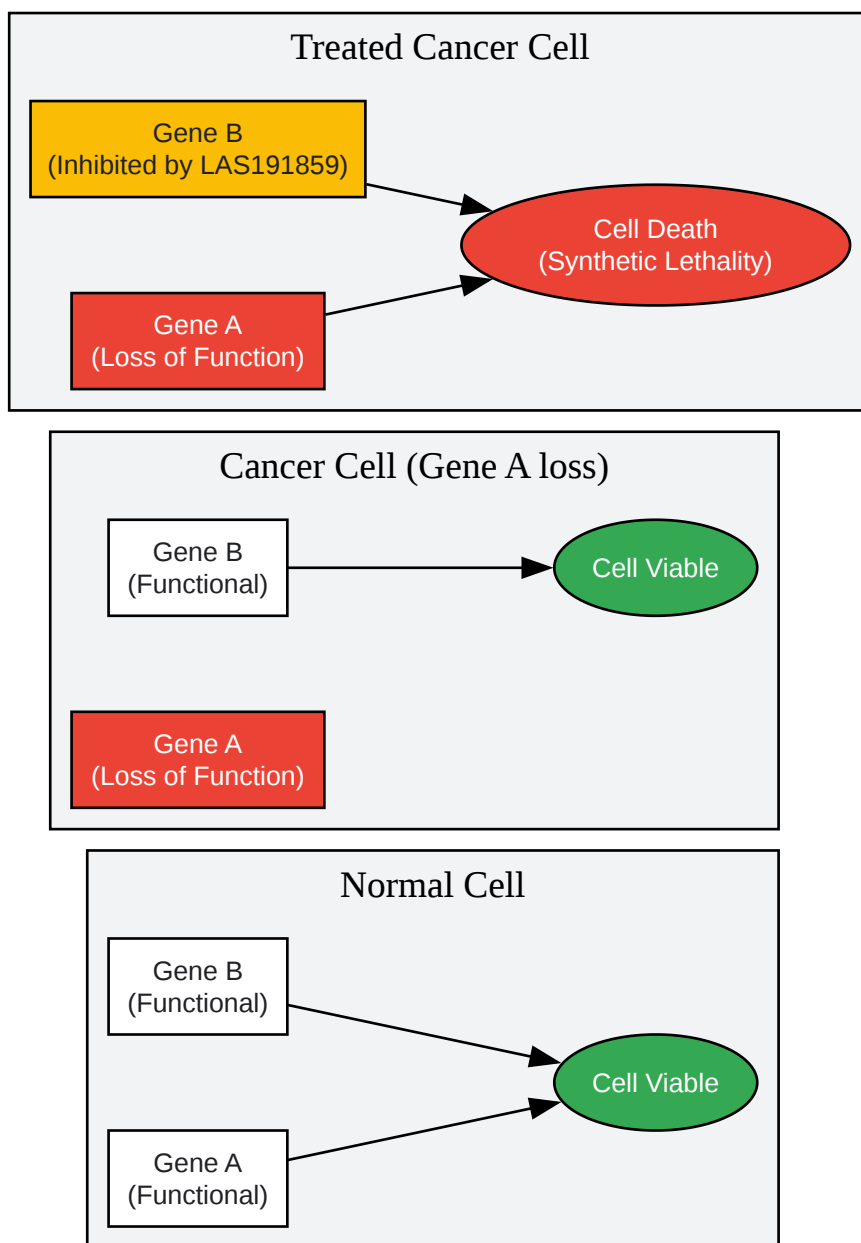 Treated Cancer Cell
Gene B
(Inhibited by LAS191859)
Cell Death
(Synthetic Lethality)
Gene A
(Loss of Function)
Cancer Cell (Gene A loss)
Gene B
(Functional)
Cell Viable
Gene A
(Loss of Function)
Normal Cell
Gene B
(Functional)
Cell Viable
Gene A
(Functional)